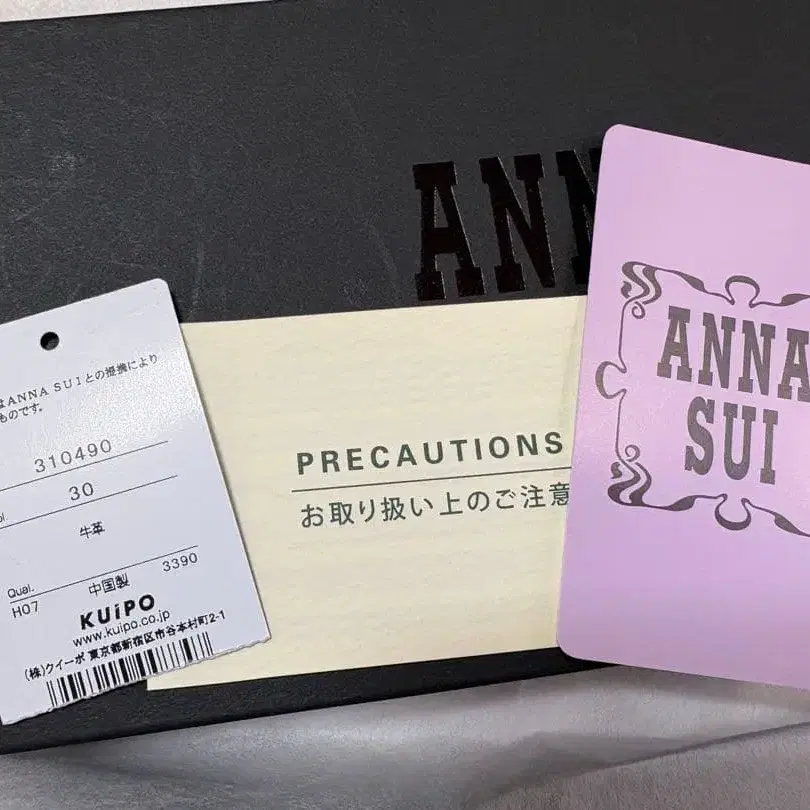 ANN
はANNA SUIとの提携により
ものです。
310490
30
牛革
Qual.
中国製
3390
H07
KUiPO
www.kuipo.co.jp
(株)クイーポ 東京都新宿区市谷本村町2-1
PRECAUTIONS
お取り扱い上のご注意
ANNA
SUI